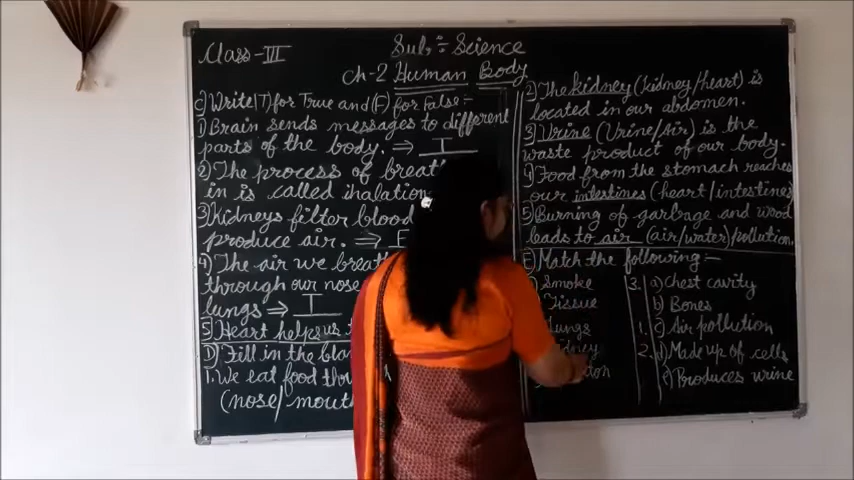 Class - III
Sub:- Science
Ch-2 Human Body
C) Write (T) for True and (F) for False:-
1) Brain sends messages to different
parts of the body. ⇒ T
2) The process of
in is called inhalation.
3) Kidneys filter blood
produce air. ⇒ F
4) The air we
through our nose
lungs ⇒ T
5) Heart helps us
D) Fill in the
1. We eat food
(nose/mouth
2) The kidney (kidney/heart) is
located in our abdomen.
3) Urine (Urine/Air) is the
waste product of our body.
4) Food from the stomach reaches
our intestines (heart/intestines)
5) Burning of garbage and wood
leads to air (air/water) pollution.
E) Match the following:-
Smoke 3. a) Chest cavity
Tissue b) Bones
Lungs 1. c) Air pollution
2. d) Made up of cells
Produces urine